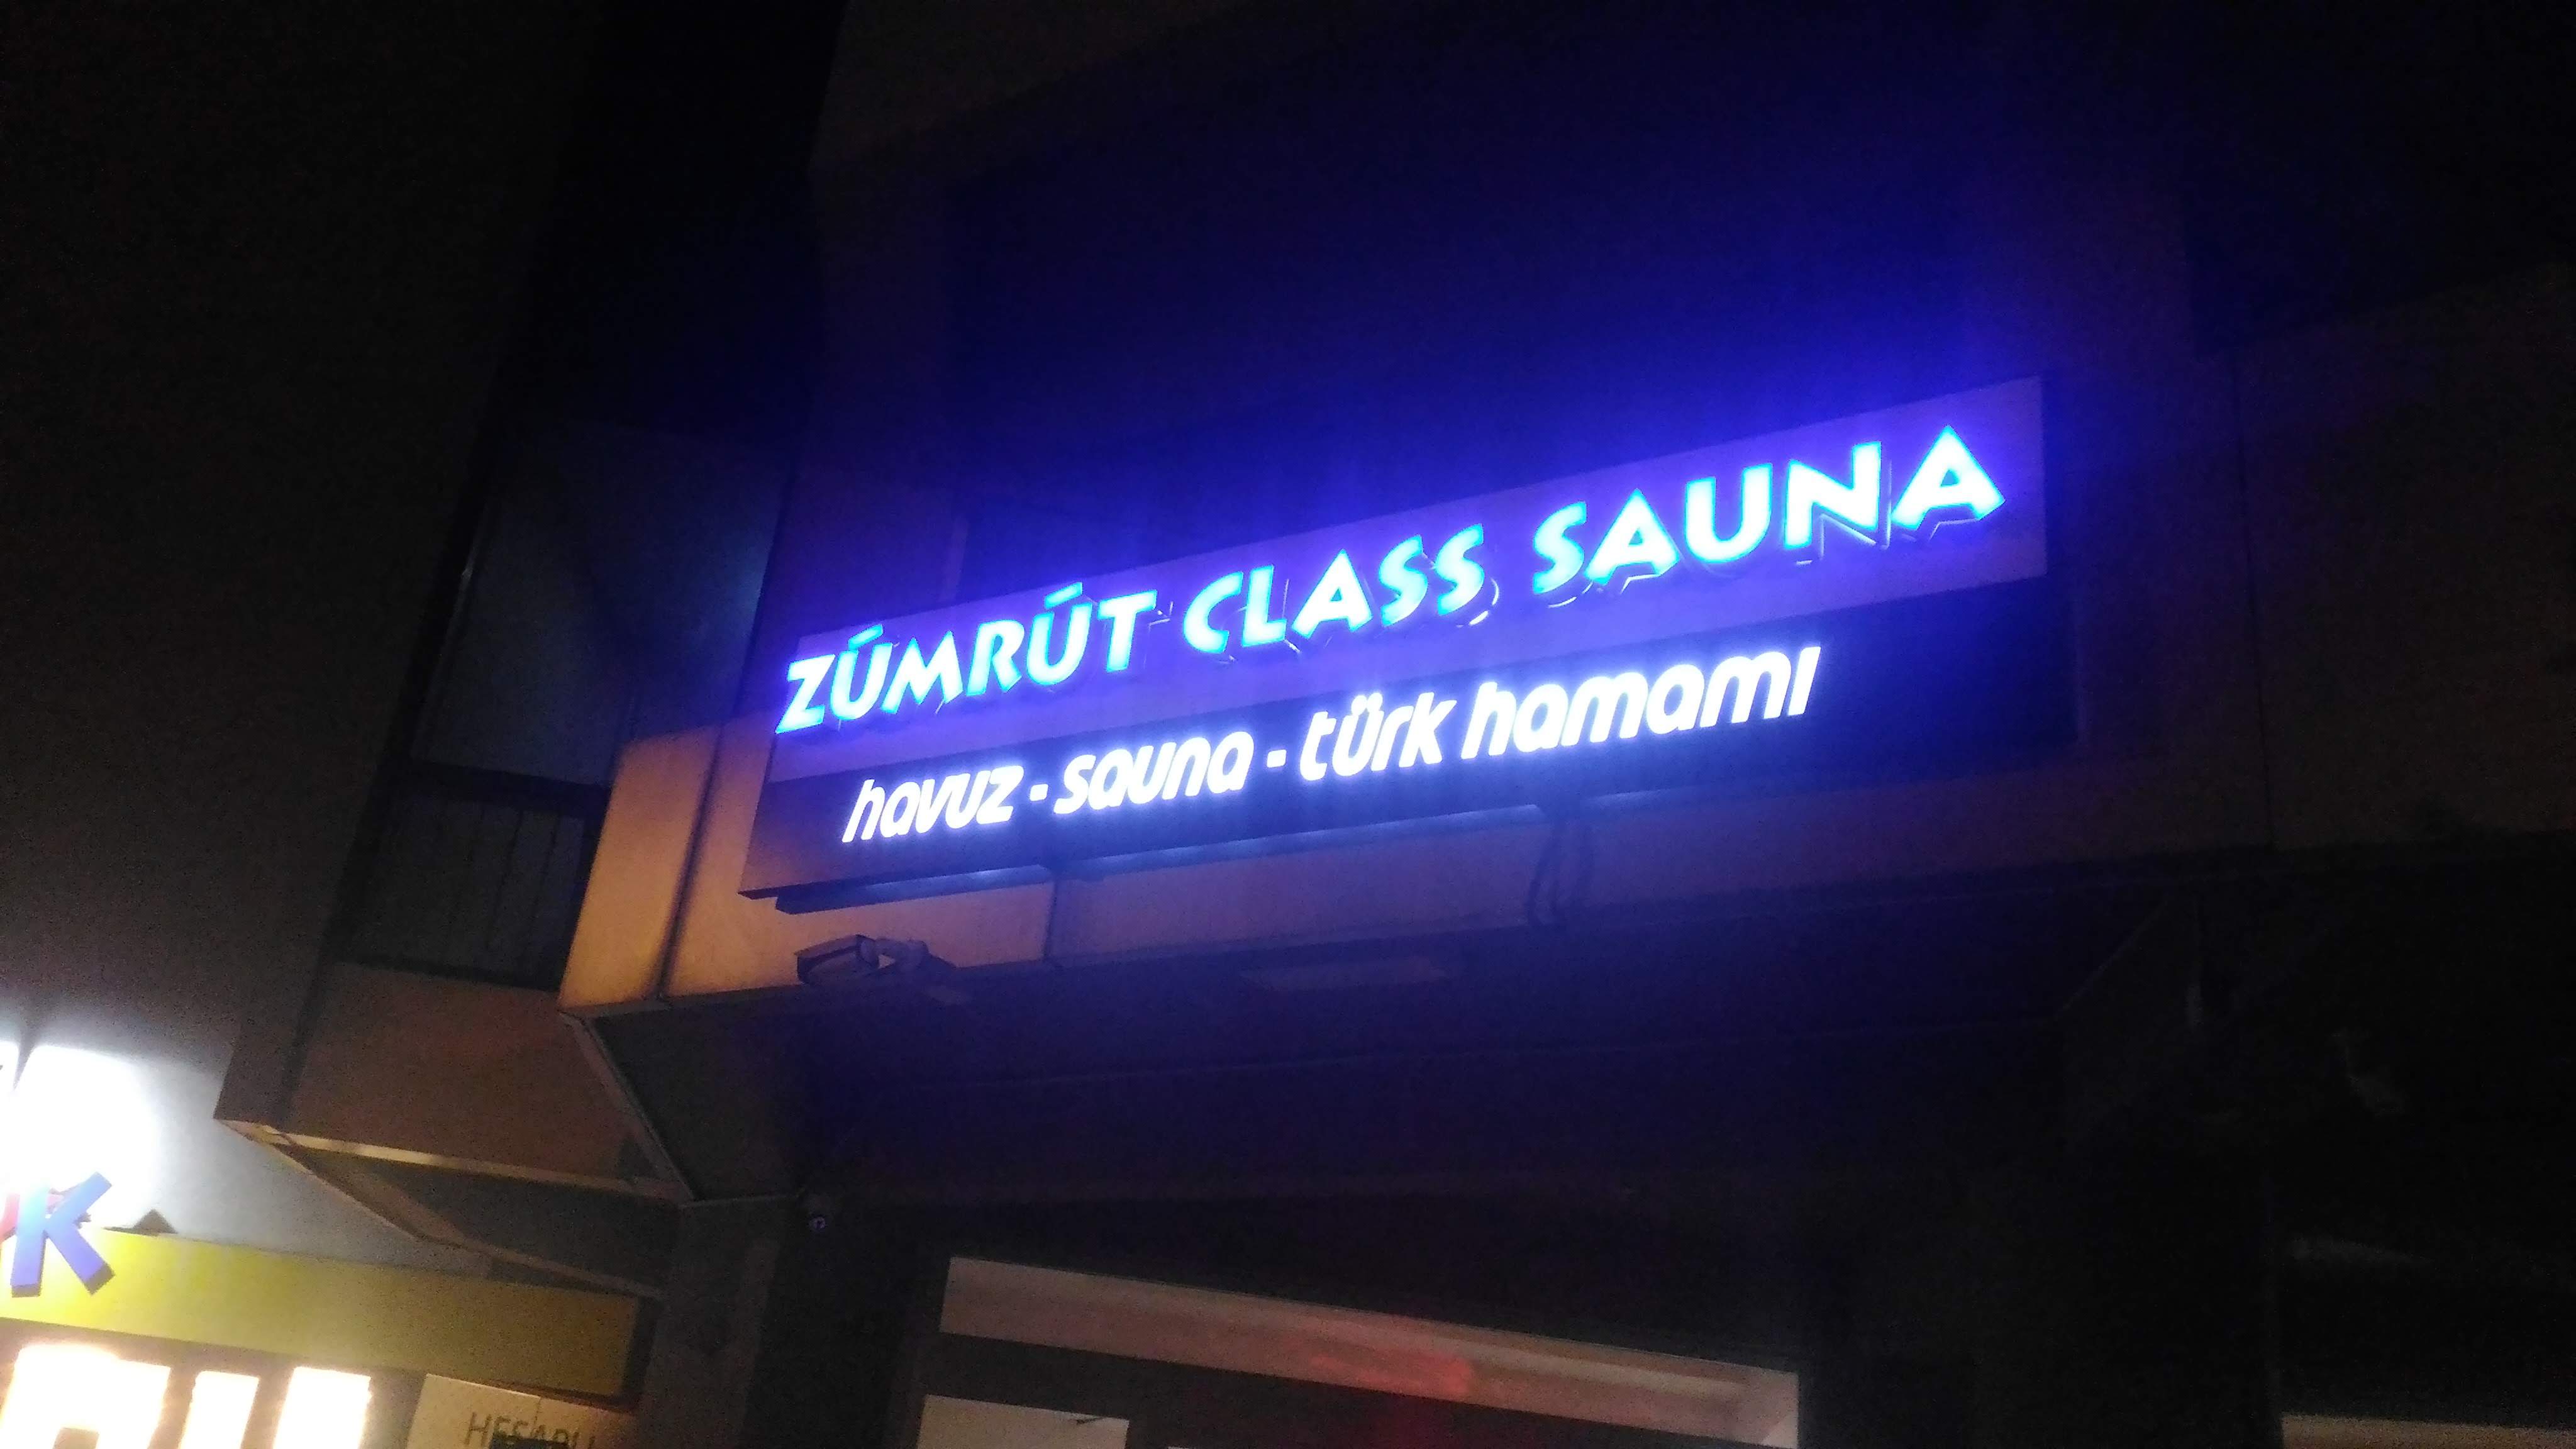 ZÚMRÚT CLASS SAUNA
havuz - sauna - türk hamamı
K